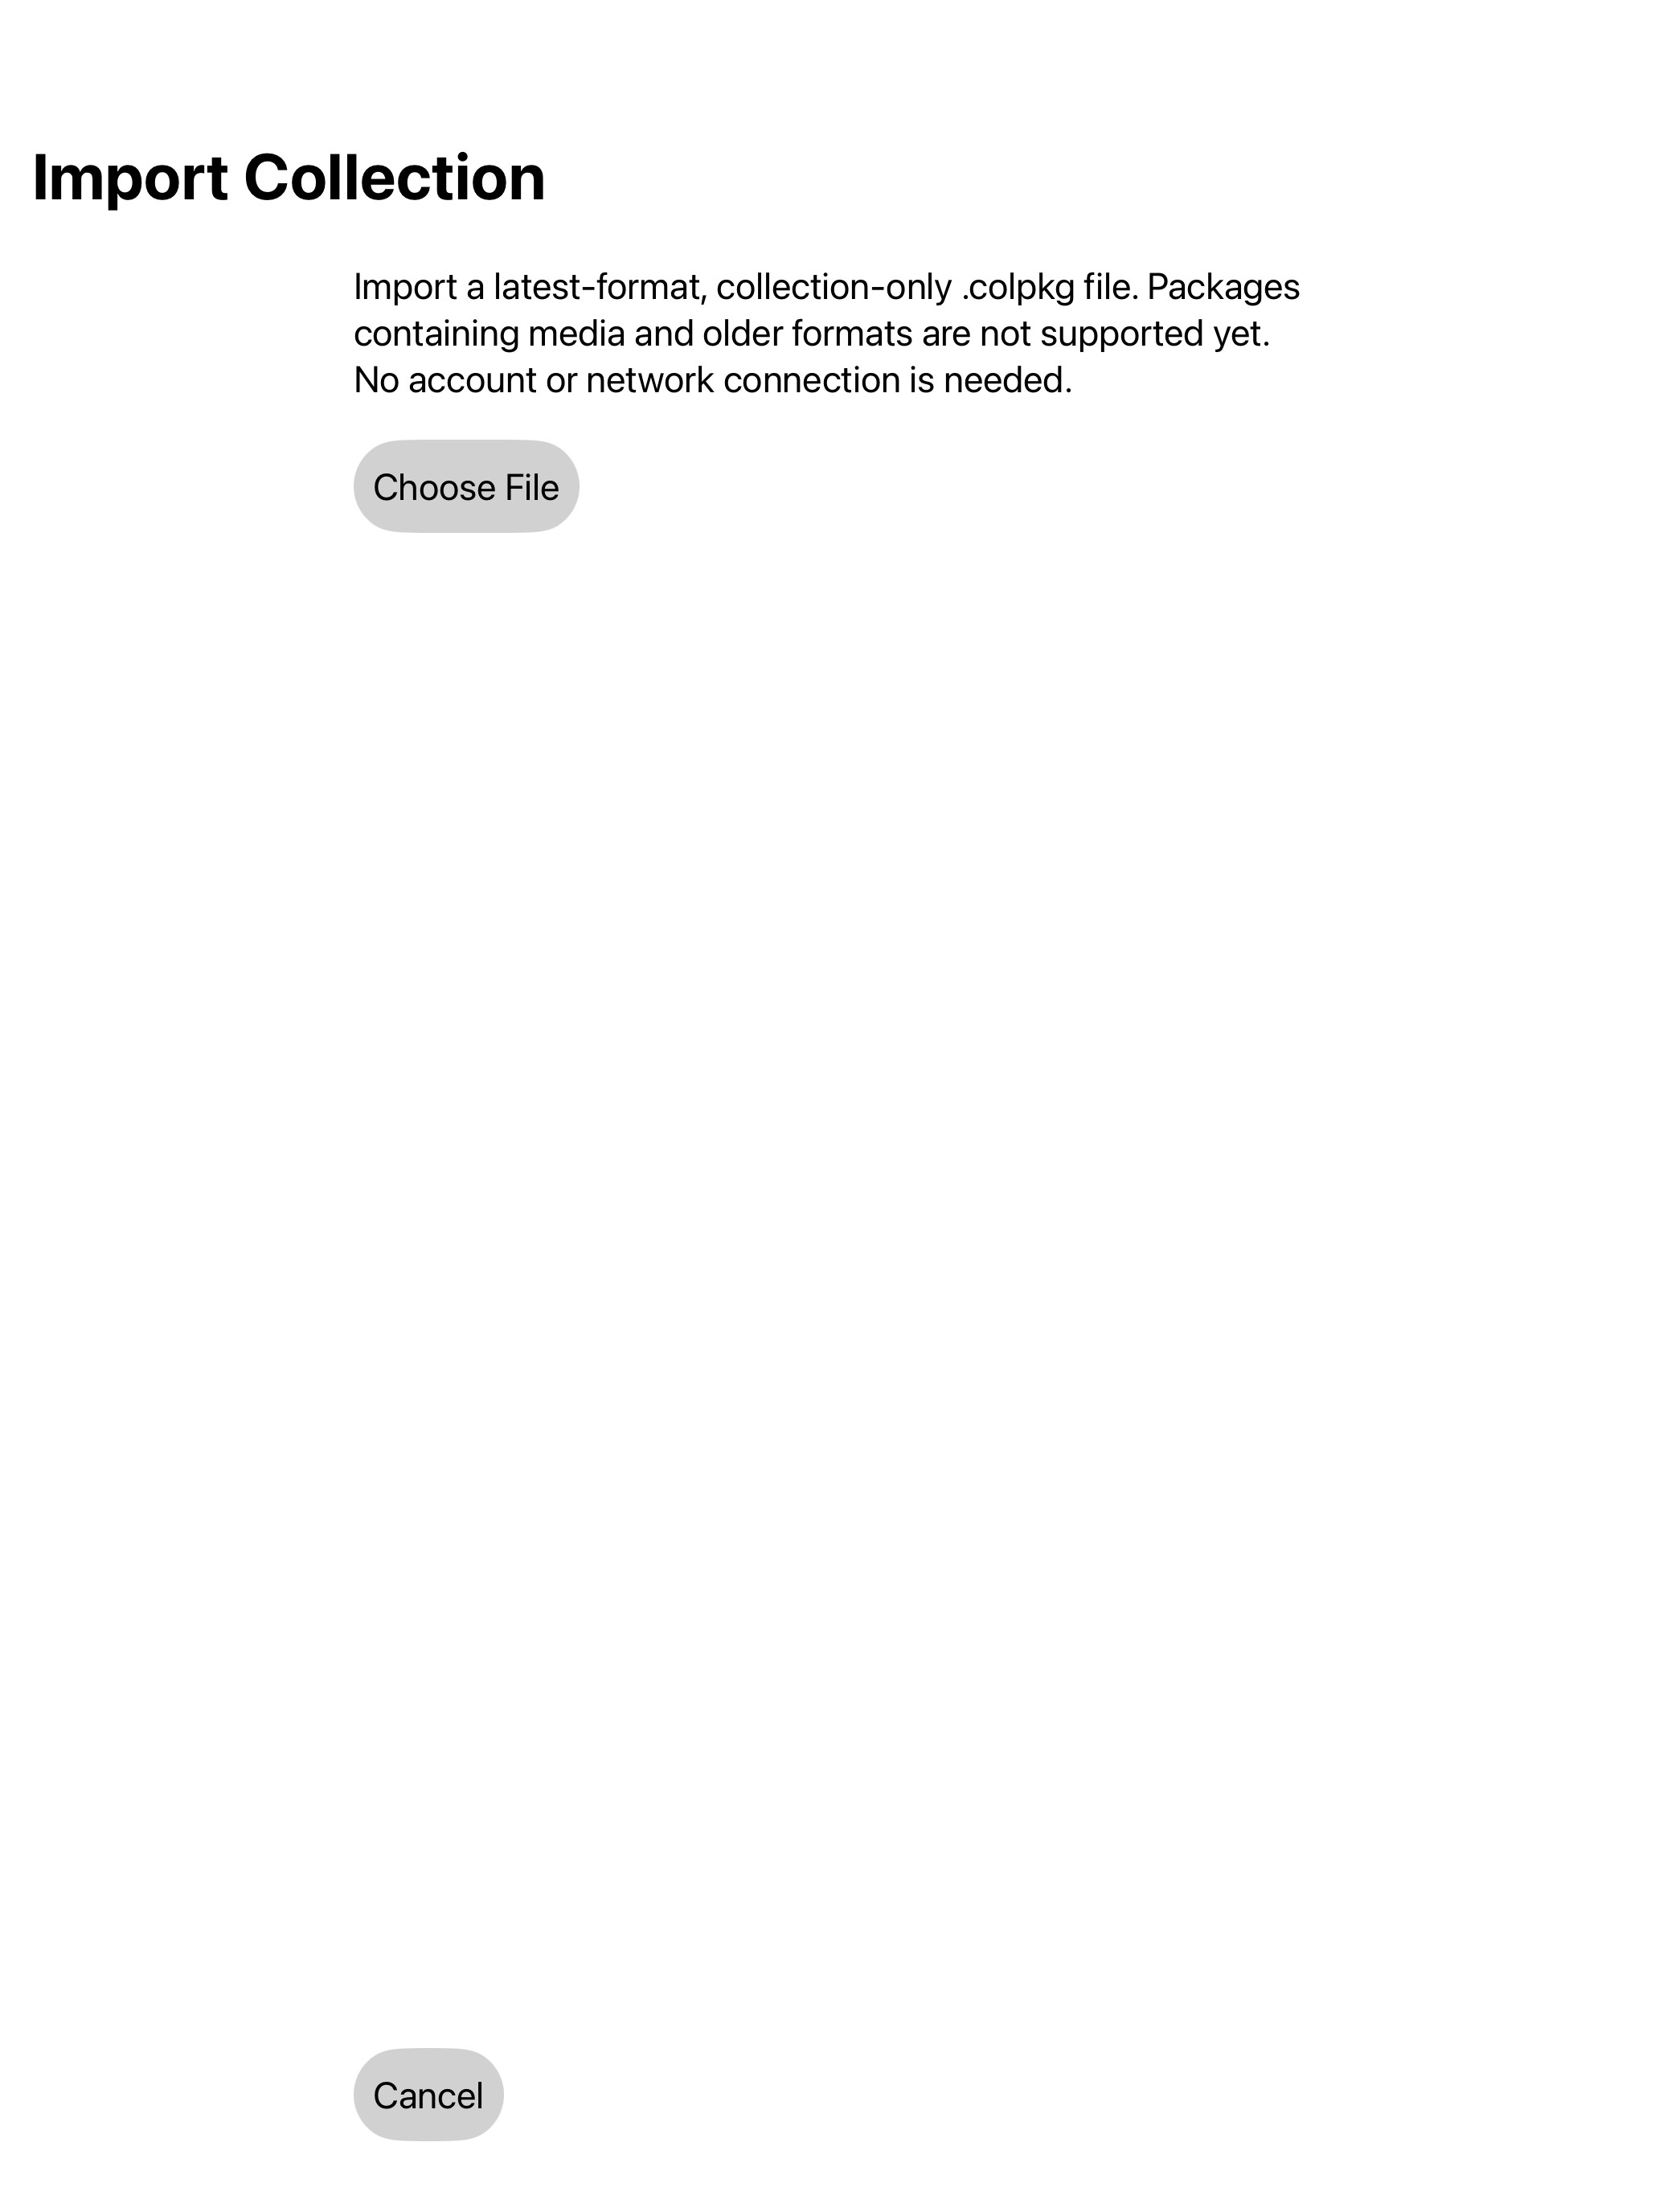 Import Collection
Import a latest-format, collection-only .colpkg file. Packages
containing media and older formats are not supported yet.
No account or network connection is needed.
Choose File
Cancel